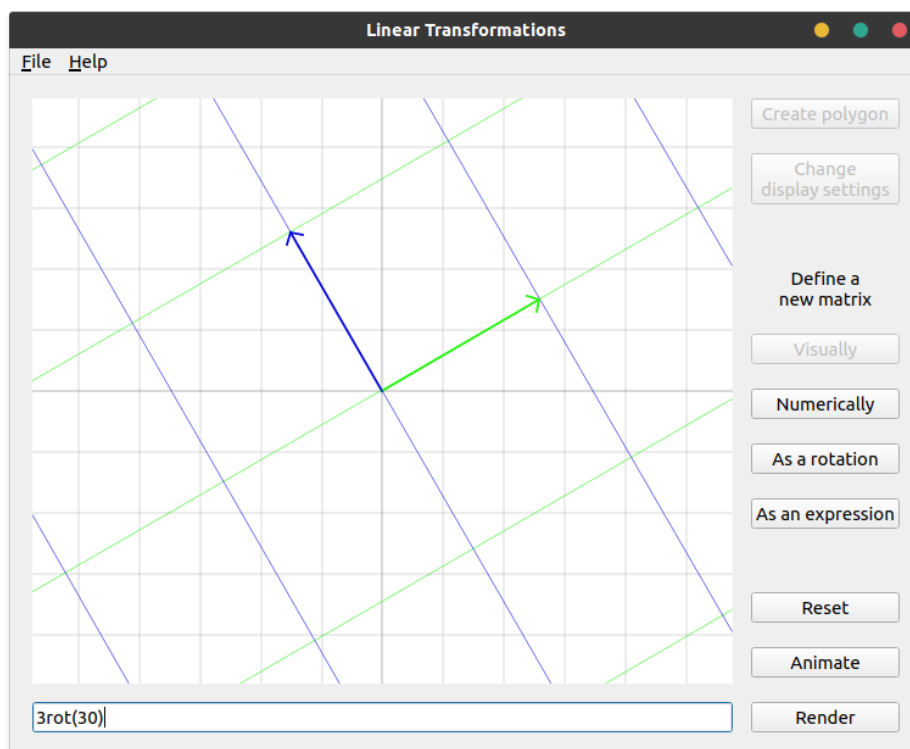 Linear Transformations
File Help
Create polygon
Change
display settings
Define a
new matrix
Visually
Numerically
As a rotation
As an expression
Reset
Animate
3rot(30)
Render